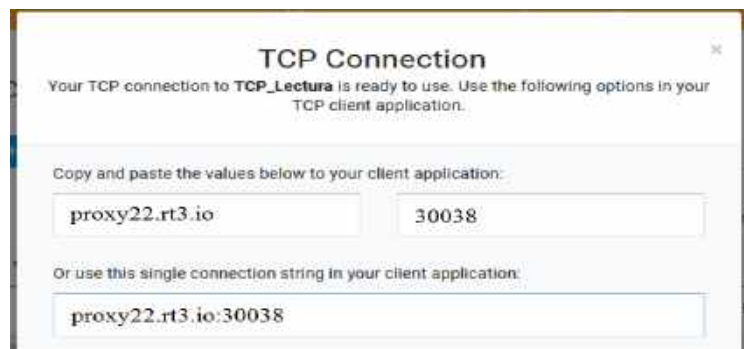 TCP Connection
×
Your TCP connection to TCP_Lectura is ready to use. Use the following options in your
TCP client application.
Copy and paste the values below to your client application:
proxy22.rt3.io 30038
Or use this single connection string in your client application:
proxy22.rt3.io:30038